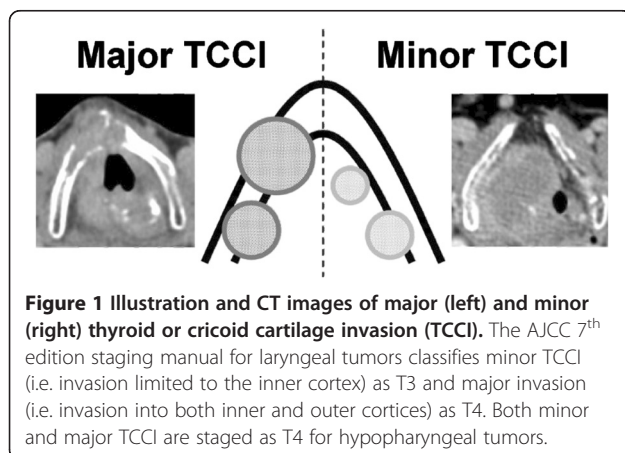 Major TCCI Minor TCCI
Figure 1 Illustration and CT images of major (left) and minor
(right) thyroid or cricoid cartilage invasion (TCCI). The AJCC 7th
edition staging manual for laryngeal tumors classifies minor TCCI
(i.e. invasion limited to the inner cortex) as T3 and major invasion
(i.e. invasion into both inner and outer cortices) as T4. Both minor
and major TCCI are staged as T4 for hypopharyngeal tumors.